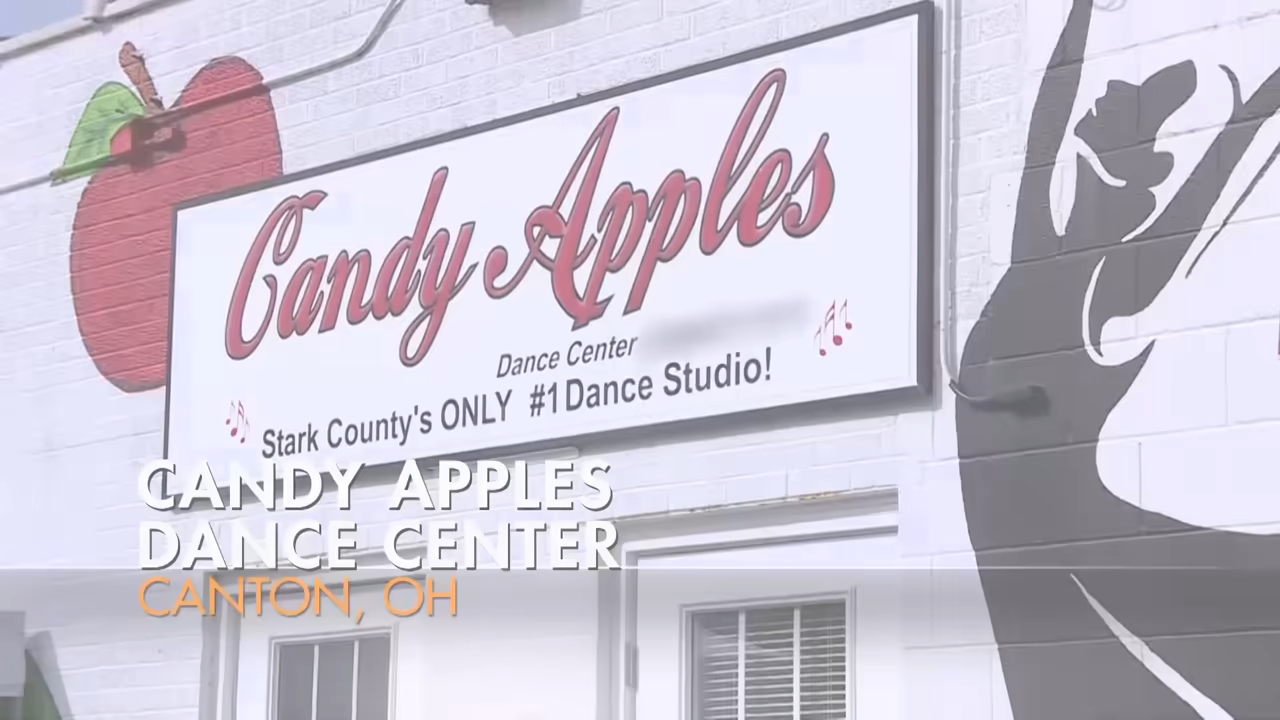 Candy Apples
Dance Center
Stark County's ONLY #1 Dance Studio!
CANDY APPLES
DANCE CENTER
CANTON, OH